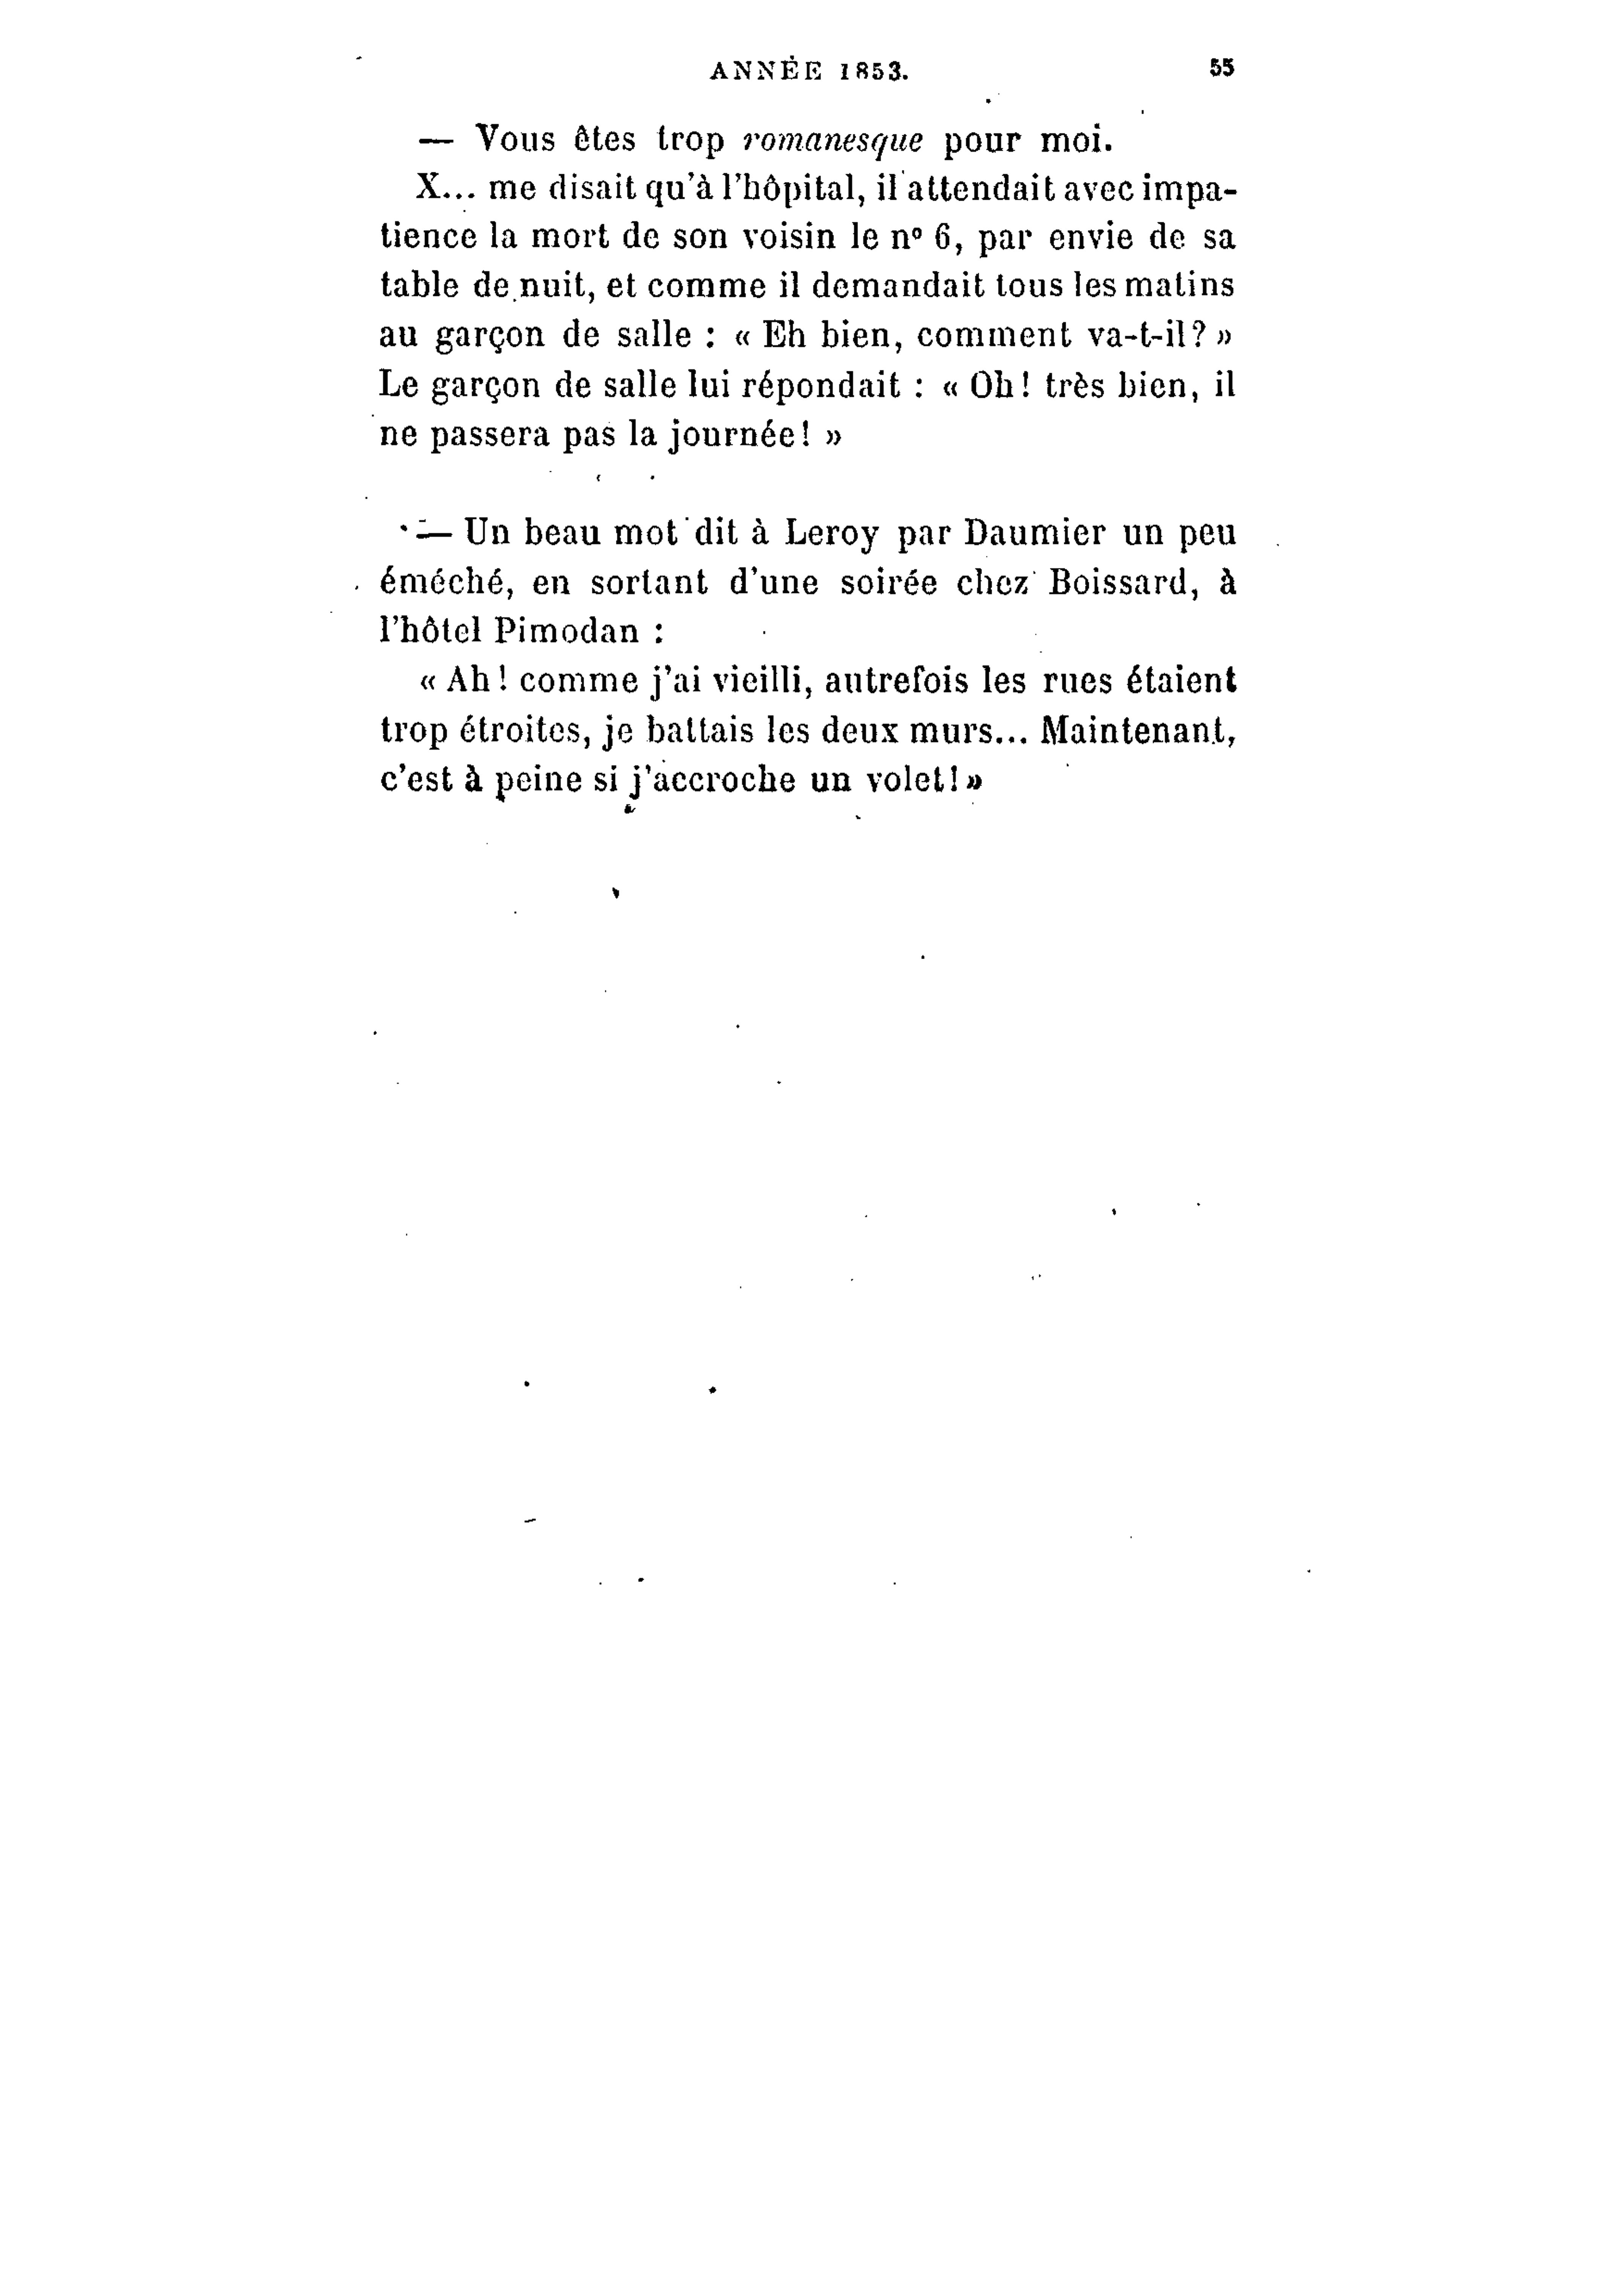 ANNÉE 1853. 55
— Vous êtes trop romanesque pour moi.
X... me disait qu'à l'hôpital, il attendait avec impa-
tience la mort de son voisin le nº 6, par envie de sa
table de nuit, et comme il demandait tous les matins
au garçon de salle : « Eh bien, comment va-t-il? »
Le garçon de salle lui répondait : « Oh! très bien, il
ne passera pas la journée! »
— Un beau mot dit à Leroy par Daumier un peu
éméché, en sortant d'une soirée chez Boissard, à
l'hôtel Pimodan :
« Ah! comme j'ai vieilli, autrefois les rues étaient
trop étroites, je battais les deux murs... Maintenant,
c'est à peine si j'accroche un volet! »